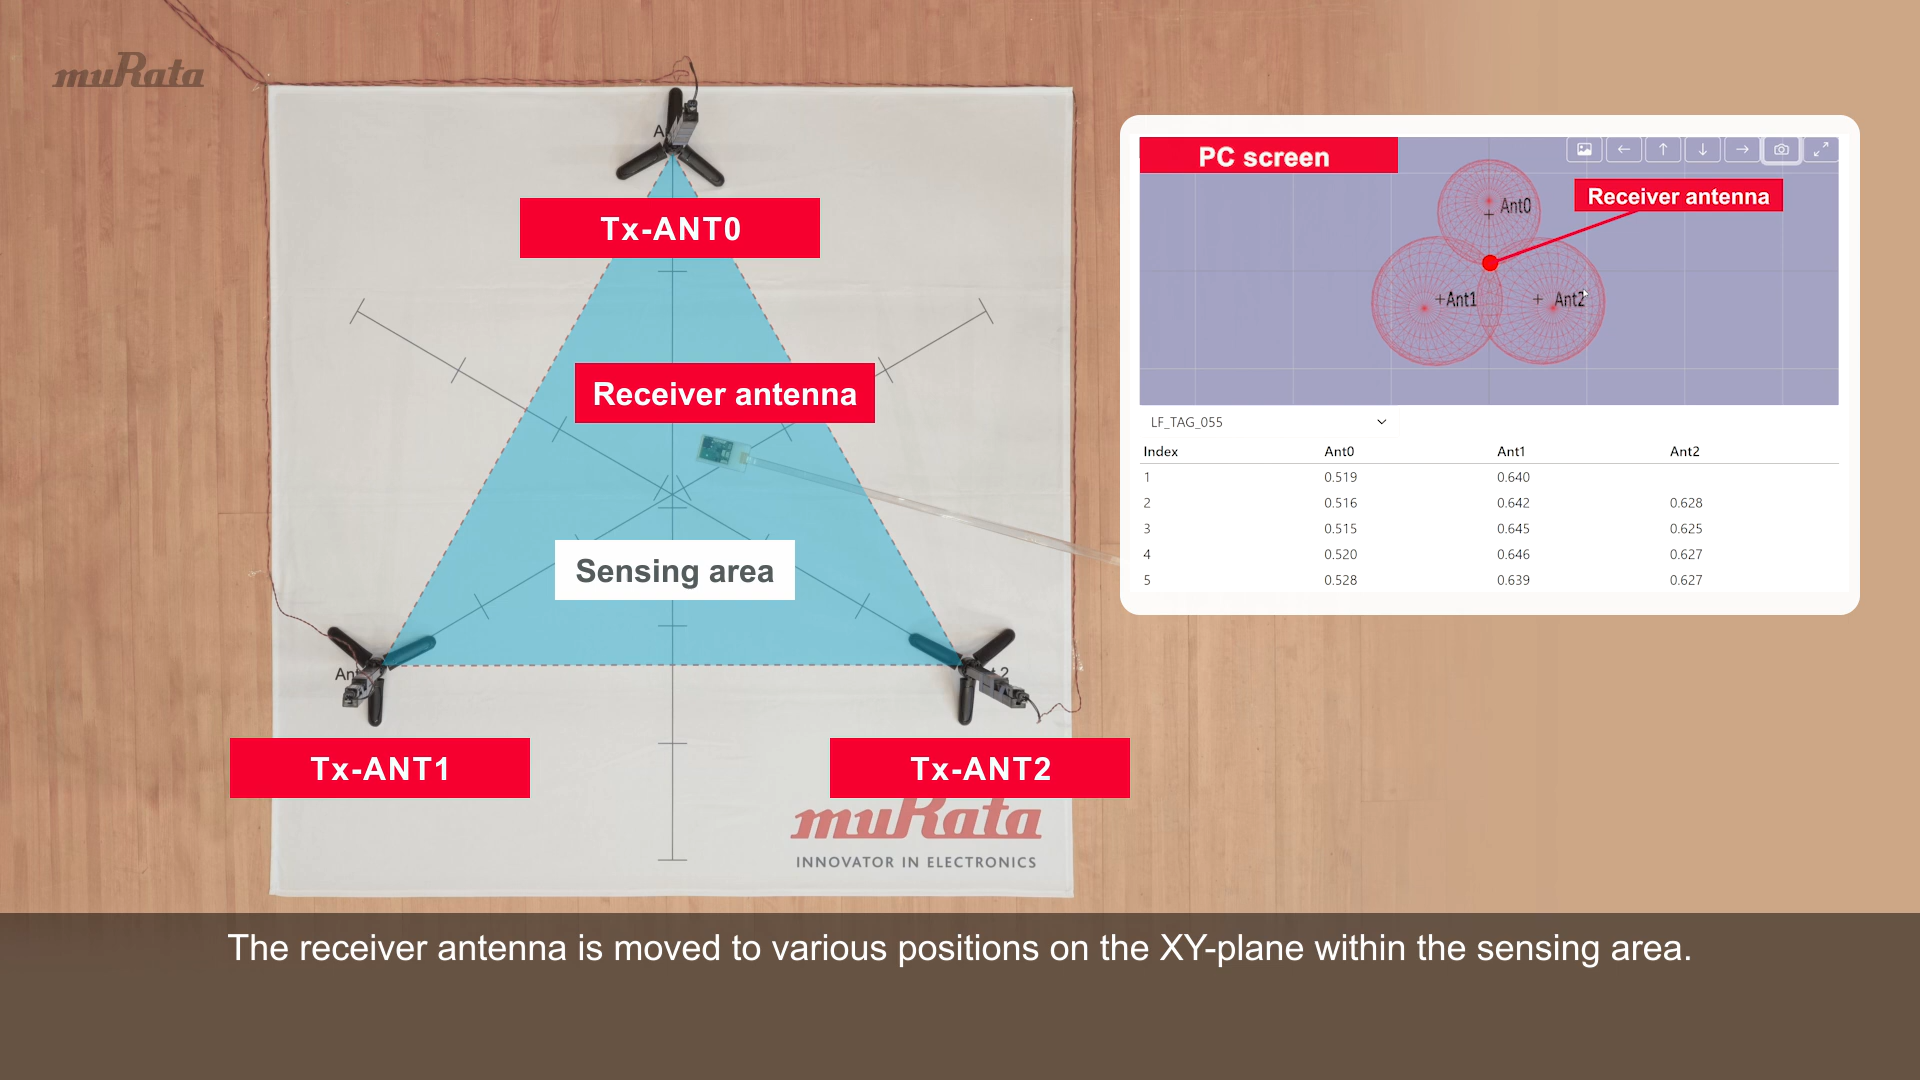 muRata
Tx-ANT0
Receiver antenna
Sensing area
Tx-ANT1
Tx-ANT2
muRata
INNOVATOR IN ELECTRONICS
PC screen
Receiver antenna
Ant0
Ant1
Ant2
LF_TAG_055
Index Ant0 Ant1 Ant2
1 0.519 0.640
2 0.516 0.642 0.628
3 0.515 0.645 0.625
4 0.520 0.646 0.627
5 0.528 0.639 0.627
The receiver antenna is moved to various positions on the XY-plane within the sensing area.